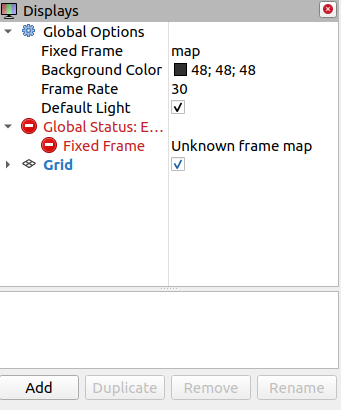 Displays
Global Options
Fixed Frame map
Background Color 48; 48; 48
Frame Rate 30
Default Light
Global Status: E...
Fixed Frame Unknown frame map
Grid
Add Duplicate Remove Rename